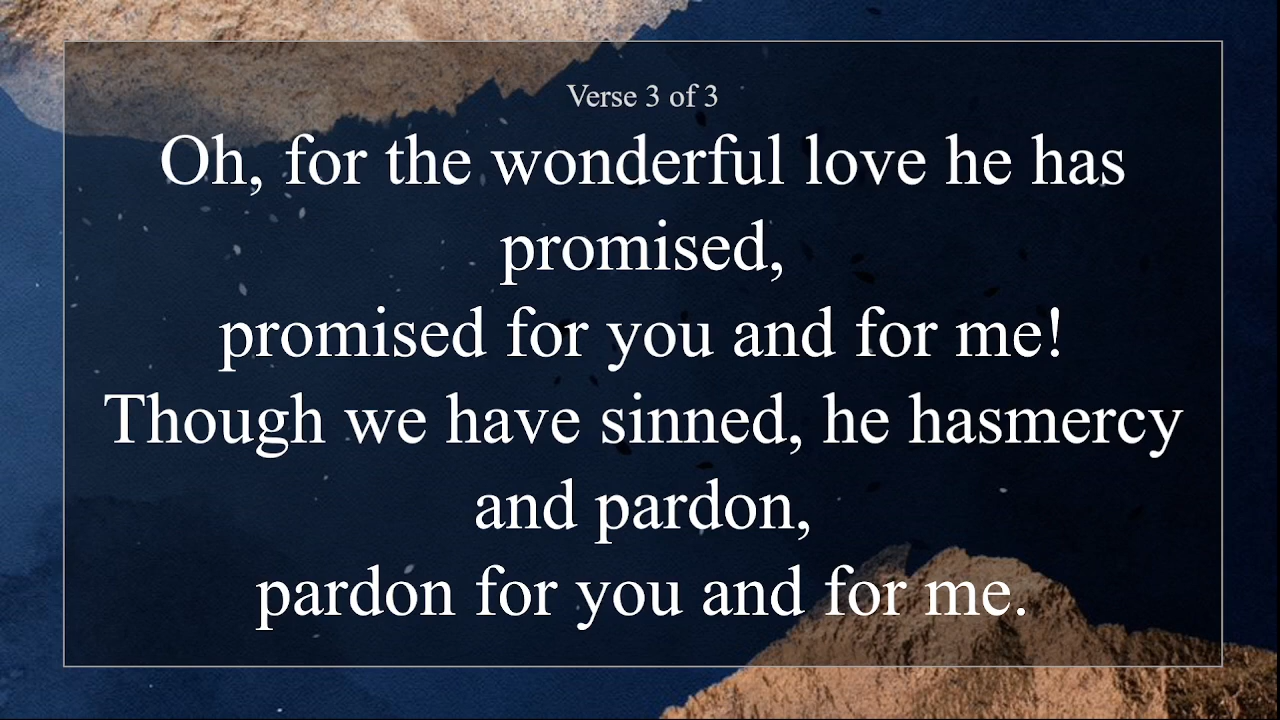 Verse 3 of 3
Oh, for the wonderful love he has
promised,
promised for you and for me!
Though we have sinned, he hasmercy
and pardon,
pardon for you and for me.